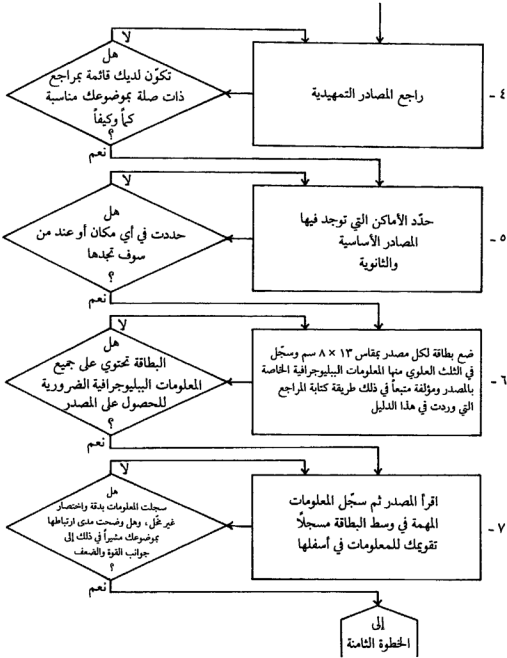 ٤ -
راجع المصادر التمهيدية
لا
هل
تكوّن لديك قائمة بمراجع
ذات صلة بموضوعك مناسبة
كماً وكيفاً
؟
نعم
٥ -
حدّد الأماكن التي توجد فيها
المصادر الأساسية
والثانوية
لا
هل
حددت في أي مكان أو عند من
سوف تجدها
؟
نعم
٦ -
ضع بطاقة لكل مصدر بمقاس ١٣ × ٨ سم وسجّل
في الثلث العلوي منها المعلومات الببليوجرافية الخاصة
بالمصدر ومؤلفة متبعاً في ذلك طريقة كتابة المراجع
التي وردت في هذا الدليل
لا
هل
البطاقة تحتوي على جميع
المعلومات الببليوجرافية الضرورية
للحصول على المصدر
؟
نعم
٧ -
اقرأ المصدر ثم سجّل المعلومات
المهمة في وسط البطاقة مسجلاً
تقويمك للمعلومات في أسفلها
لا
هل
سجلت المعلومات بدقة واختصار
غير مخل، وهل وضحت مدى ارتباطها
بموضوعك مشيراً في ذلك إلى
جوانب القوة والضعف
؟
نعم
إلى
الخطوة الثامنة